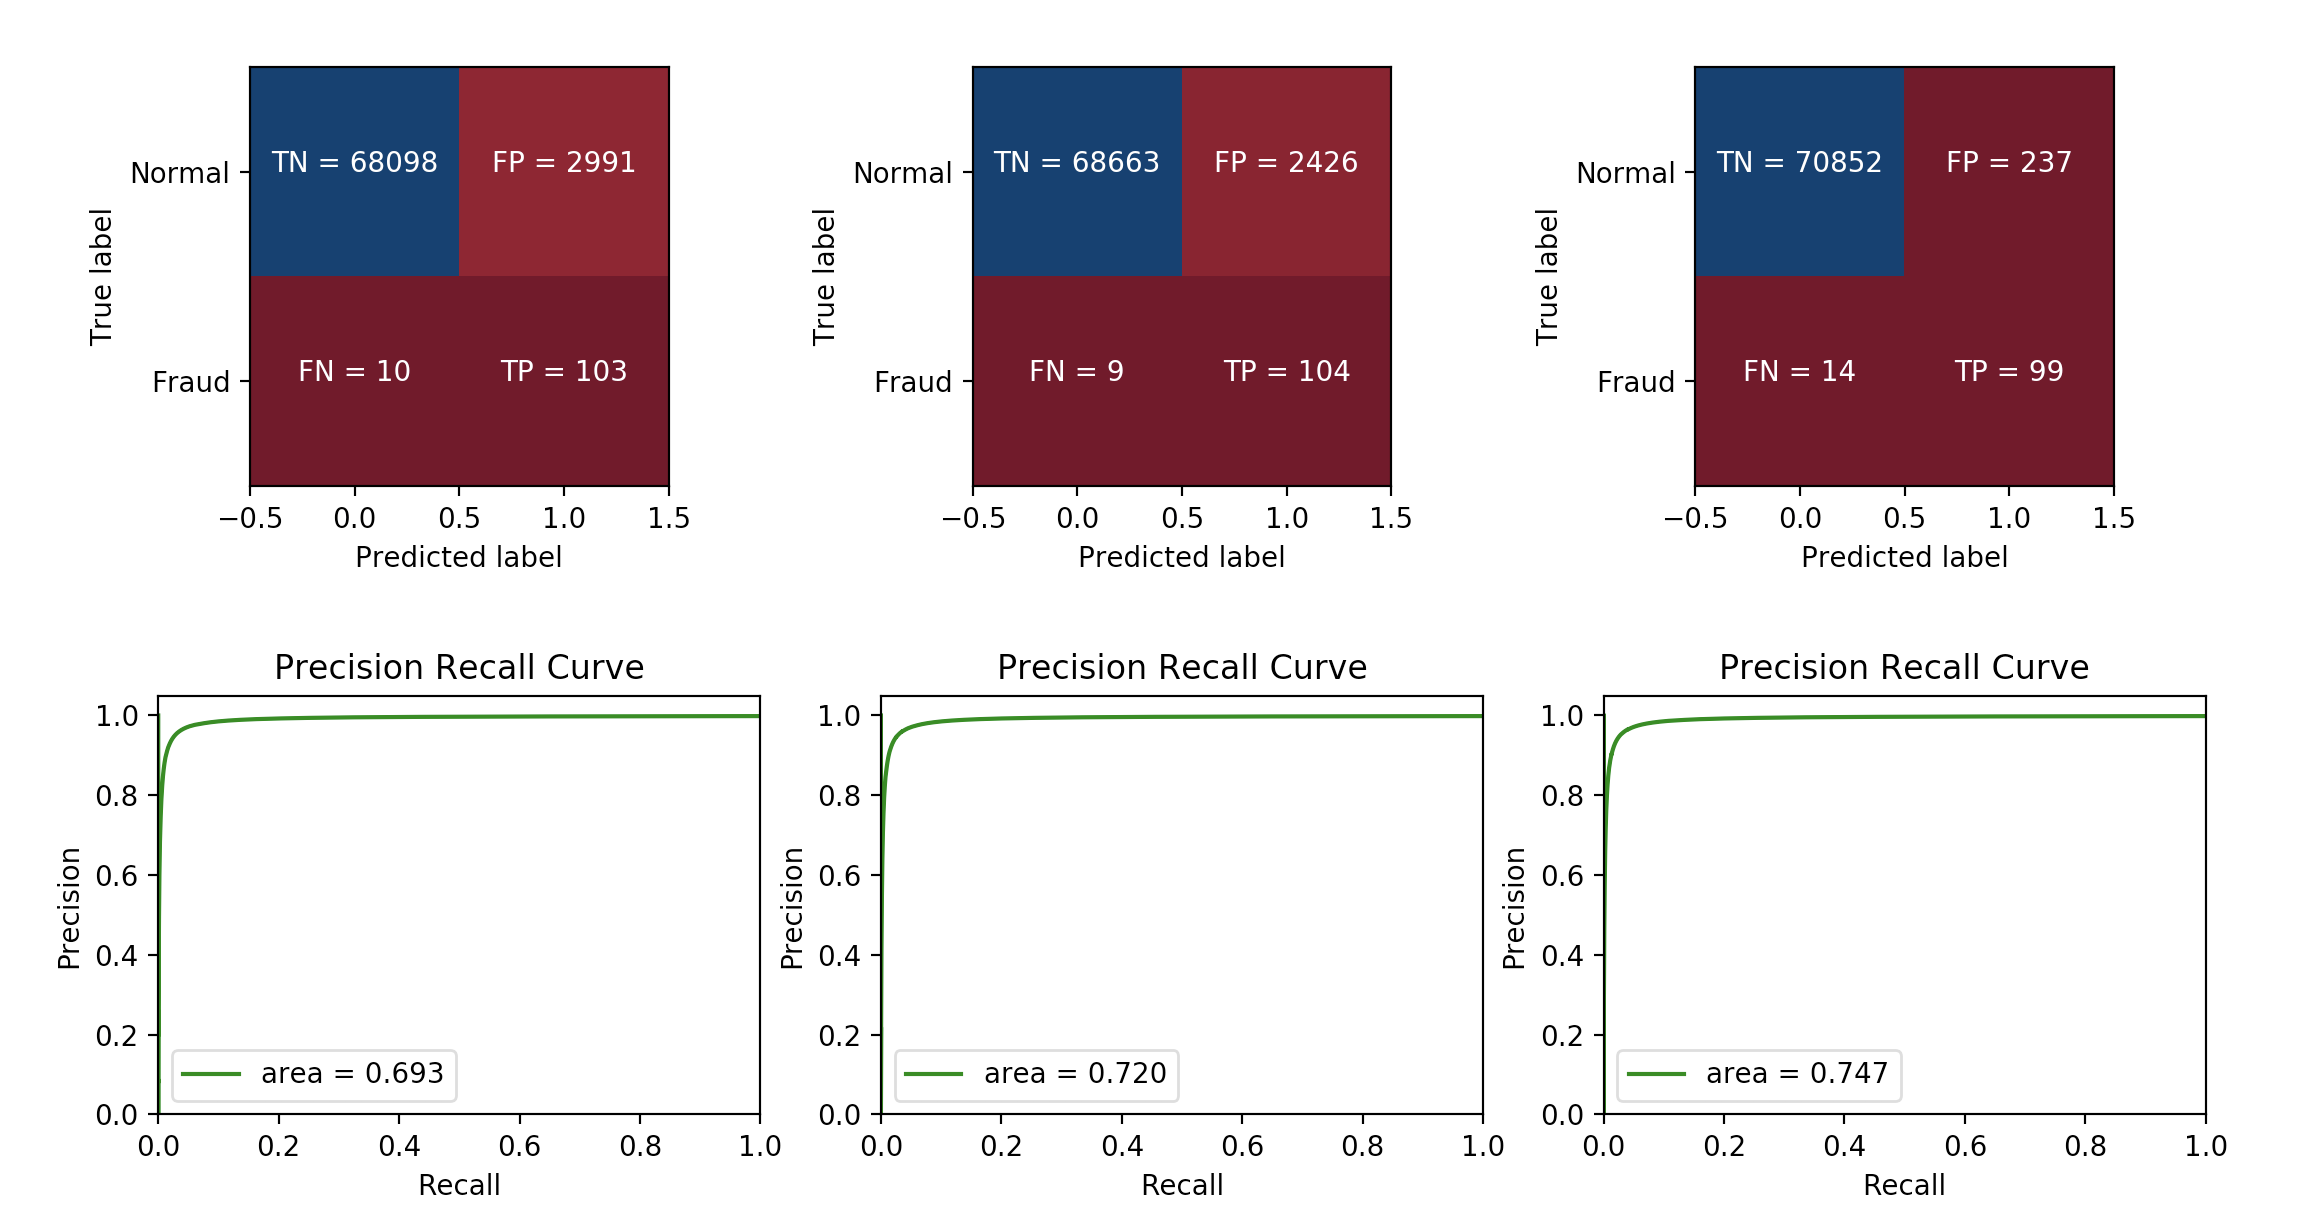 TN = 68098
FP = 2991
FN = 10
TP = 103
Normal
Fraud
True label
−0.5 0.0 0.5 1.0 1.5
Predicted label
TN = 68663
FP = 2426
FN = 9
TP = 104
Normal
Fraud
True label
−0.5 0.0 0.5 1.0 1.5
Predicted label
TN = 70852
FP = 237
FN = 14
TP = 99
Normal
Fraud
True label
−0.5 0.0 0.5 1.0 1.5
Predicted label
Precision Recall Curve
1.0
0.8
0.6
0.4
0.2
0.0
Precision
area = 0.693
0.0 0.2 0.4 0.6 0.8 1.0
Recall
Precision Recall Curve
1.0
0.8
0.6
0.4
0.2
0.0
Precision
area = 0.720
0.0 0.2 0.4 0.6 0.8 1.0
Recall
Precision Recall Curve
1.0
0.8
0.6
0.4
0.2
0.0
Precision
area = 0.747
0.0 0.2 0.4 0.6 0.8 1.0
Recall